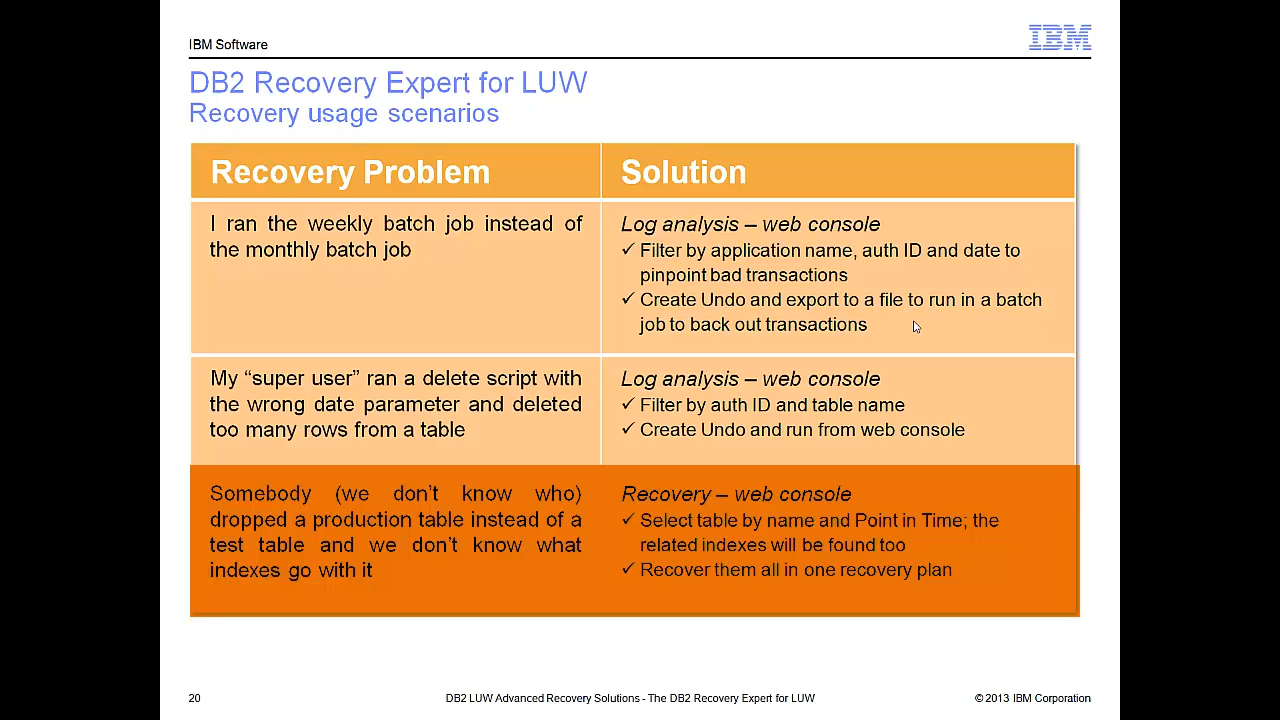 IBM Software
IBM
DB2 Recovery Expert for LUW
Recovery usage scenarios
Recovery Problem
Solution
I ran the weekly batch job instead of
the monthly batch job
Log analysis – web console
✓ Filter by application name, auth ID and date to
pinpoint bad transactions
✓ Create Undo and export to a file to run in a batch
job to back out transactions
My “super user” ran a delete script with
the wrong date parameter and deleted
too many rows from a table
Log analysis – web console
✓ Filter by auth ID and table name
✓ Create Undo and run from web console
Somebody (we don’t know who)
dropped a production table instead of a
test table and we don’t know what
indexes go with it
Recovery – web console
✓ Select table by name and Point in Time; the
related indexes will be found too
✓ Recover them all in one recovery plan
20
DB2 LUW Advanced Recovery Solutions - The DB2 Recovery Expert for LUW
© 2013 IBM Corporation